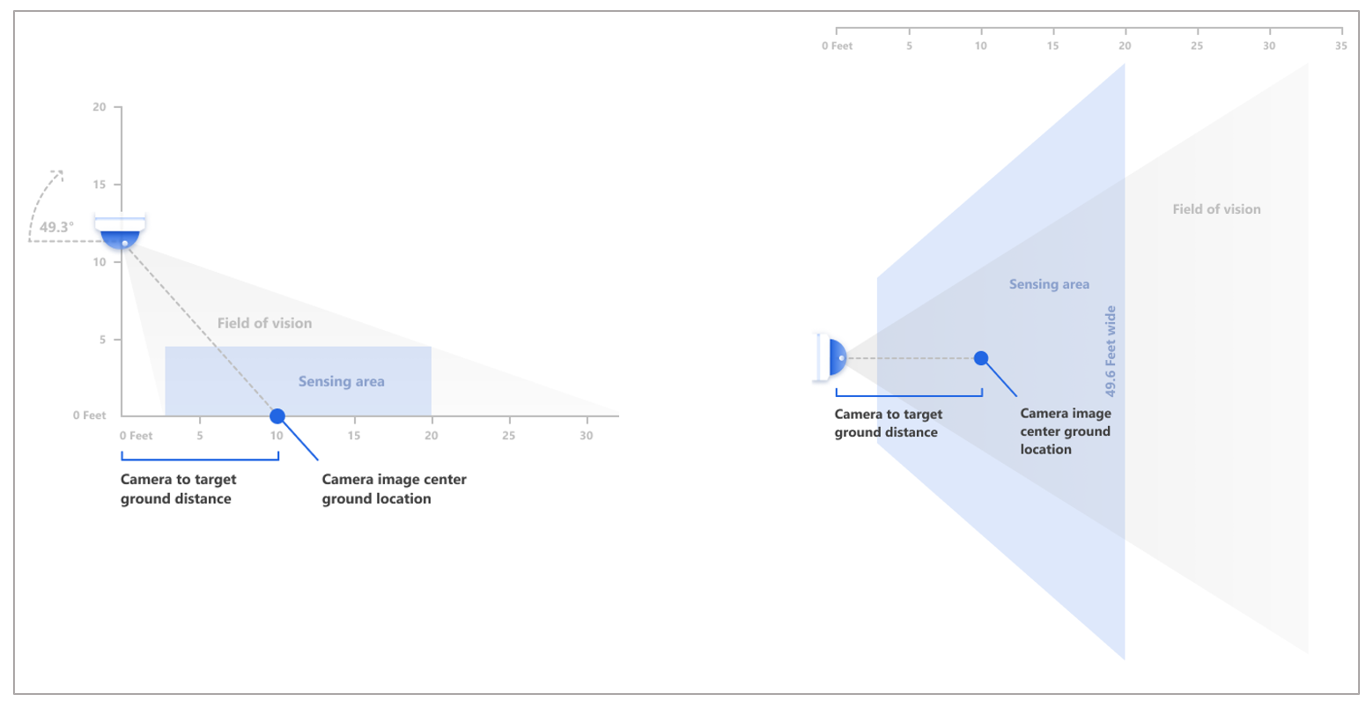 20
15
49.3°
10
Field of vision
5
Sensing area
0 Feet
0 Feet 5 10 15 20 25 30
Camera to target
ground distance
Camera image center
ground location
0 Feet 5 10 15 20 25 30 35
Field of vision
Sensing area
49.6 Feet wide
Camera to target
ground distance
Camera image
center ground
location